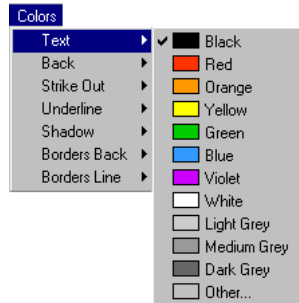 Colors
Text
Back
Strike Out
Underline
Shadow
Borders Back
Borders Line
Black
Red
Orange
Yellow
Green
Blue
Violet
White
Light Grey
Medium Grey
Dark Grey
Other...